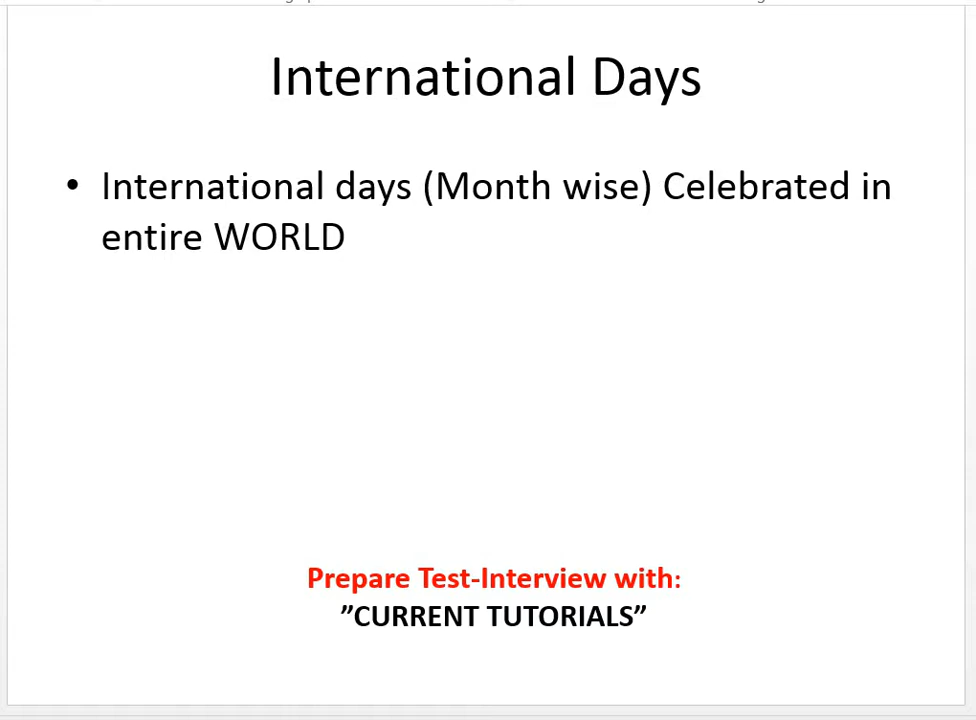 International Days
• International days (Month wise) Celebrated in
entire WORLD
Prepare Test-Interview with:
”CURRENT TUTORIALS”